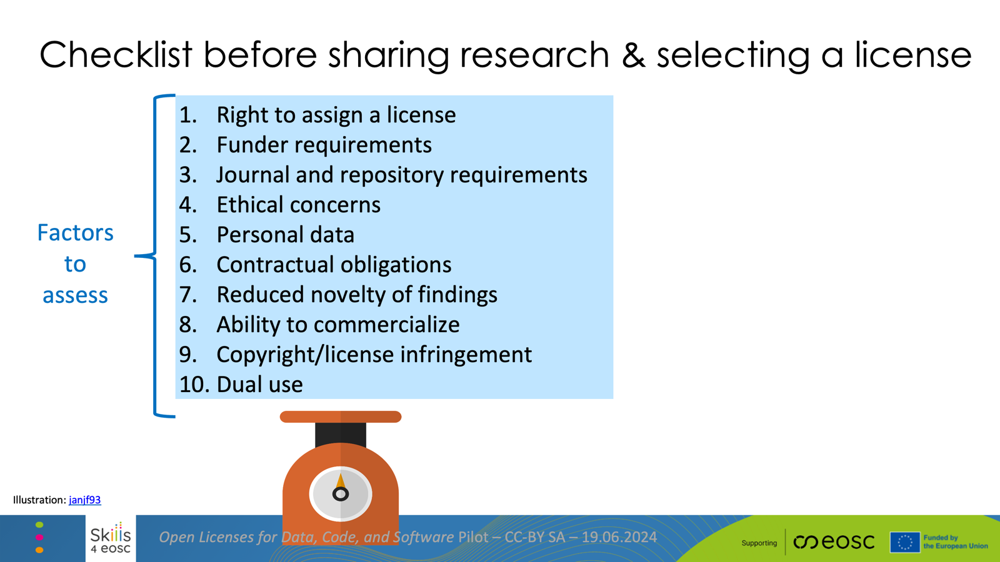 Checklist before sharing research & selecting a license
Factors
to
assess
1. Right to assign a license
2. Funder requirements
3. Journal and repository requirements
4. Ethical concerns
5. Personal data
6. Contractual obligations
7. Reduced novelty of findings
8. Ability to commercialize
9. Copyright/license infringement
10. Dual use
Illustration: janjf93
Skills
4 eosc
Open Licenses for Data, Code, and Software Pilot – CC-BY SA – 19.06.2024
Supporting
eosc
Funded by
the European Union